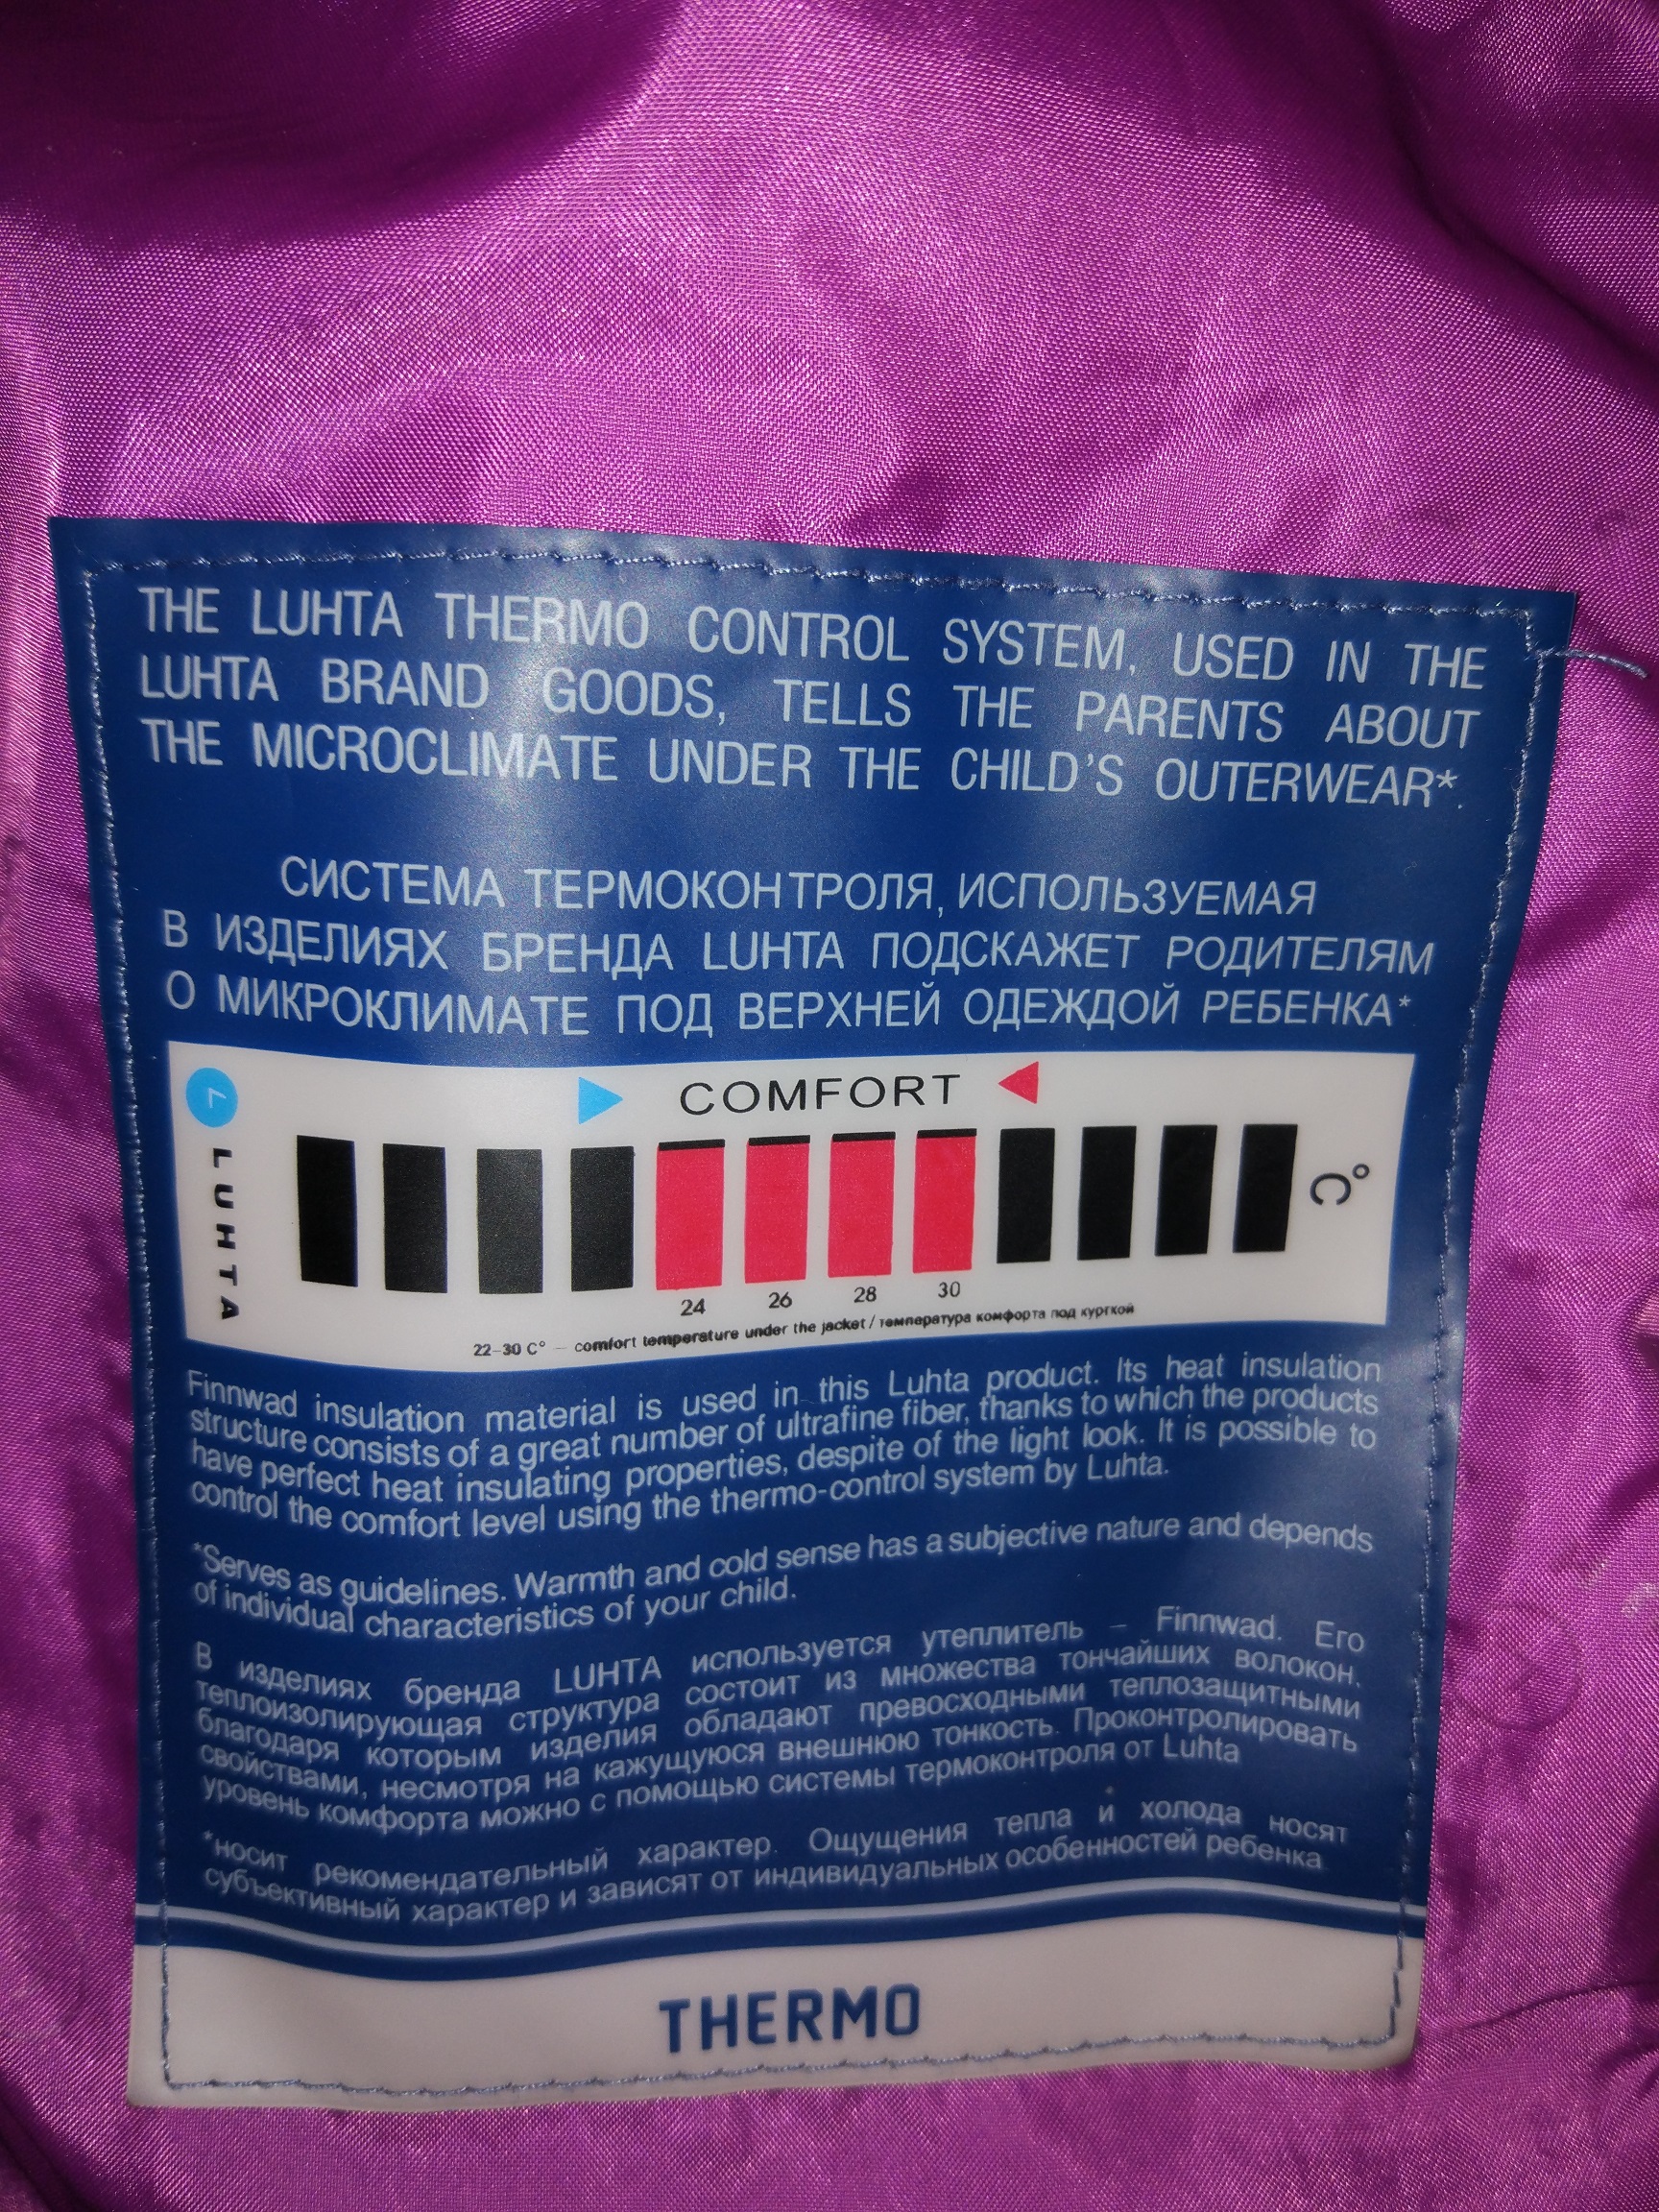 THE LUHTA THERMO CONTROL SYSTEM, USED IN THE
LUHTA BRAND GOODS, TELLS THE PARENTS ABOUT
THE MICROCLIMATE UNDER THE CHILD'S OUTERWEAR*.
СИСТЕМА ТЕРМОКОНТРОЛЯ, ИСПОЛЬЗУЕМАЯ
В ИЗДЕЛИЯХ БРЕНДА LUHTA ПОДСКАЖЕТ РОДИТЕЛЯМ
О МИКРОКЛИМАТЕ ПОД ВЕРХНЕЙ ОДЕЖДОЙ РЕБЕНКА*
LUHTA
COMFORT
°C
24 26 28 30
22-30 C° – comfort temperature under the jacket / температура комфорта под курткой
Finnwad insulation material is used in this Luhta product. Its heat insulation
structure consists of a great number of ultrafine fiber, thanks to which the products
have perfect heat insulating properties, despite of the light look. It is possible to
control the comfort level using the thermo-control system by Luhta.
*Serves as guidelines. Warmth and cold sense has a subjective nature and depends
of individual characteristics of your child.
В изделиях бренда LUHTA используется утеплитель – Finnwad. Его
теплоизолирующая структура состоит из множества тончайших волокон,
благодаря которым изделия обладают превосходными теплозащитными
свойствами, несмотря на кажущуюся внешнюю тонкость. Проконтролировать
уровень комфорта можно с помощью системы термоконтроля от Luhta
*носит рекомендательный характер. Ощущения тепла и холода носят
субъективный характер и зависят от индивидуальных особенностей ребенка
THERMO